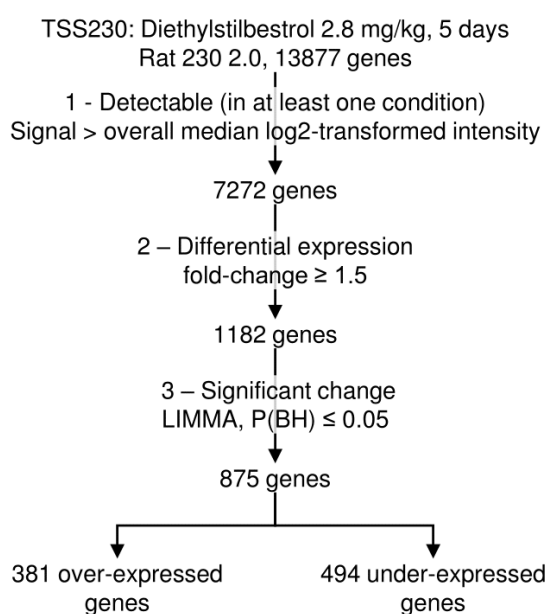 TSS230: Diethylstilbestrol 2.8 mg/kg, 5 days
Rat 230 2.0, 13877 genes
1 - Detectable (in at least one condition)
Signal > overall median log2-transformed intensity
7272 genes
2 – Differential expression
fold-change ≥ 1.5
1182 genes
3 – Significant change
LIMMA, P(BH) ≤ 0.05
875 genes
381 over-expressed
genes
494 under-expressed
genes